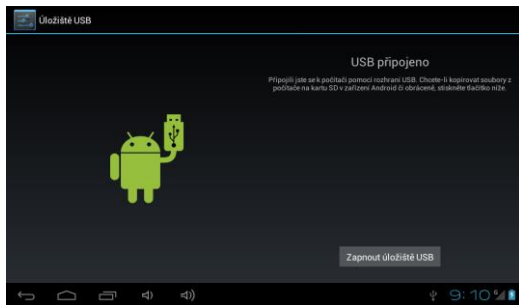 Úložiště USB
USB připojeno
Připojili jste se k počítači pomocí rozhraní USB. Chcete-li kopírovat soubory z
počítače na kartu SD v zařízení Android či obráceně, stiskněte tlačítko níže.
Zapnout úložiště USB
9:10